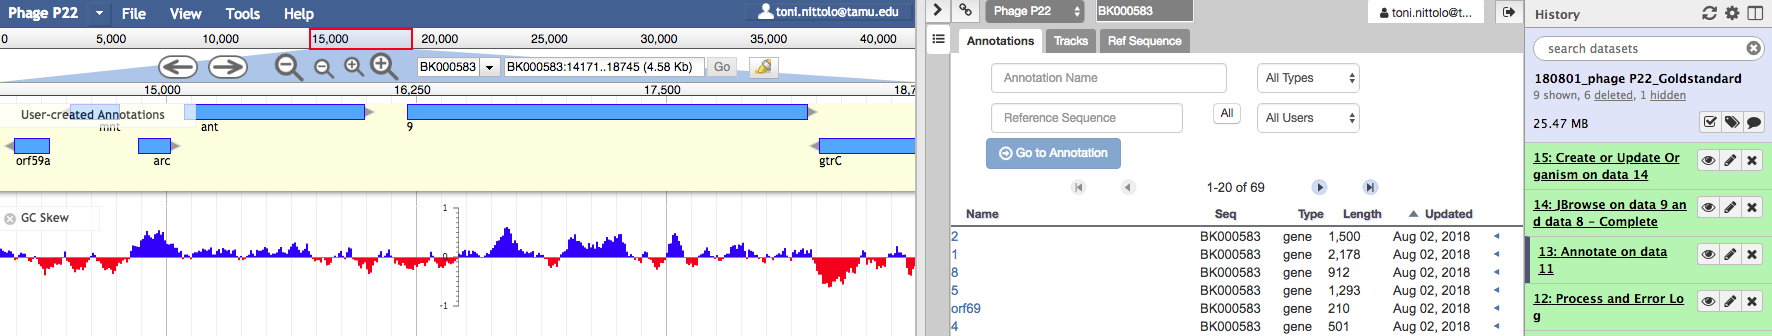 Phage P22 File View Tools Help toni.nittolo@tamu.edu
0 5,000 10,000 15,000 20,000 25,000 30,000 35,000 40,000
BK000583 BK000583:14171..18745 (4.58 Kb) Go
15,000 16,250 17,500 18,7
User-created Annotations
mnt ant 9
orf59a arc gtrC
GC Skew
1
0
-1
Phage P22 BK000583 toni.nittolo@t...
Annotations Tracks Ref Sequence
Annotation Name All Types
Reference Sequence All All Users
Go to Annotation
1-20 of 69
Name Seq Type Length Updated
2 BK000583 gene 1,500 Aug 02, 2018
1 BK000583 gene 2,178 Aug 02, 2018
8 BK000583 gene 912 Aug 02, 2018
5 BK000583 gene 1,293 Aug 02, 2018
orf69 BK000583 gene 210 Aug 02, 2018
4 BK000583 gene 501 Aug 02, 2018
History
search datasets
180801_phage P22_Goldstandard
9 shown, 6 deleted, 1 hidden
25.47 MB
15: Create or Update Or
ganism on data 14
14: JBrowse on data 9 an
d data 8 - Complete
13: Annotate on data
11
12: Process and Error Lo
g